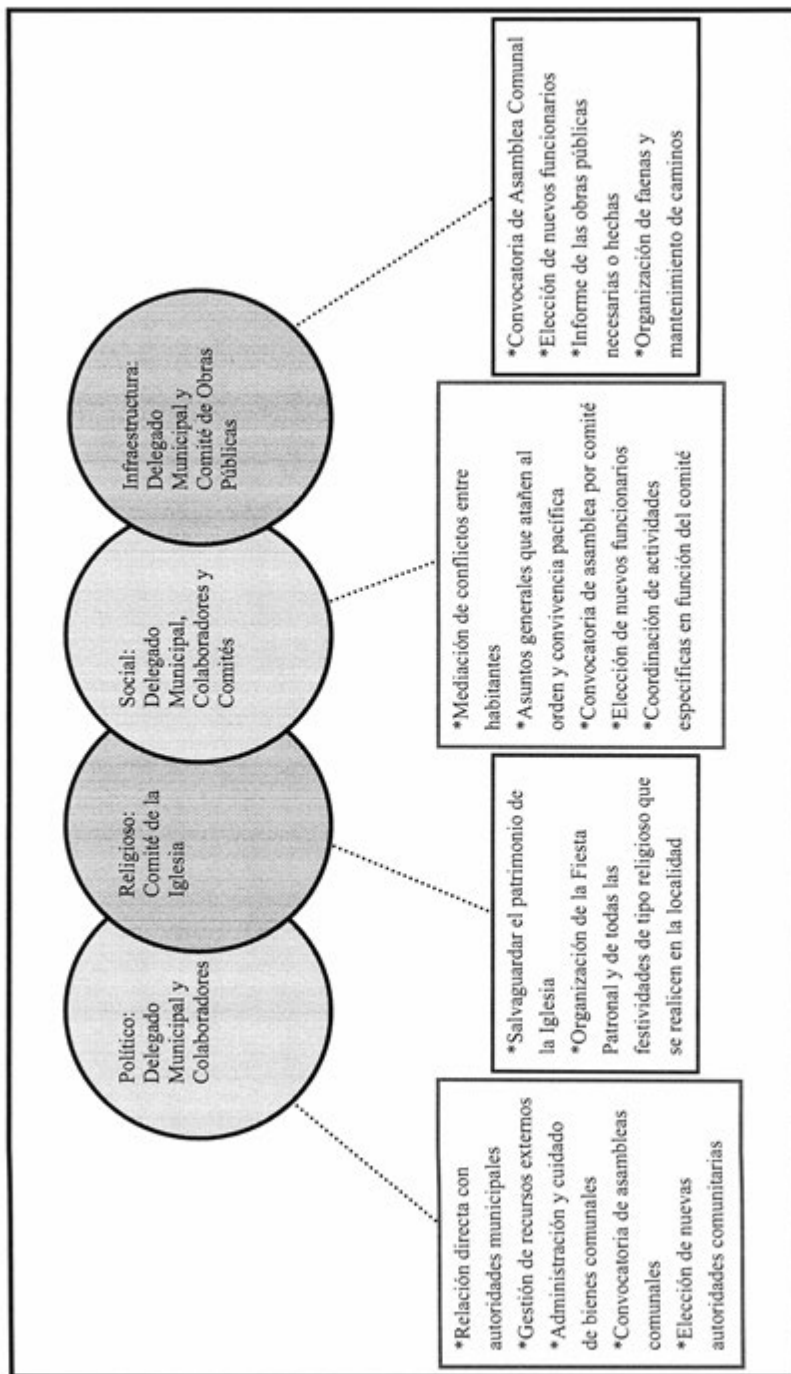 Político:
Delegado
Municipal y
Colaboradores
Religioso:
Comité de la
Iglesia
Social:
Delegado
Municipal,
Colaboradores y
Comités
Infraestructura:
Delegado
Municipal y
Comité de Obras
Públicas
*Relación directa con
autoridades municipales
*Gestión de recursos externos
*Administración y cuidado
de bienes comunales
*Convocatoria de asambleas
comunales
*Elección de nuevas
autoridades comunitarias
*Salvaguardar el patrimonio de
la Iglesia
*Organización de la Fiesta
Patronal y de todas las
festividades de tipo religioso que
se realicen en la localidad
*Mediación de conflictos entre
habitantes
*Asuntos generales que atañen al
orden y convivencia pacífica
*Convocatoria de asamblea por comité
*Elección de nuevos funcionarios
*Coordinación de actividades
específicas en función del comité
*Convocatoria de Asamblea Comunal
*Elección de nuevos funcionarios
*Informe de las obras públicas
necesarias o hechas
*Organización de faenas y
mantenimiento de caminos